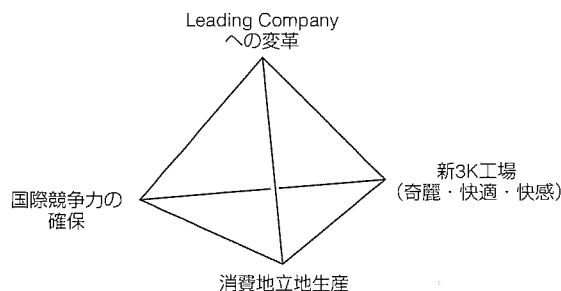 Leading Company
への変革
国際競争力の
確保
新3K工場
（奇麗・快適・快感）
消費地立地生産